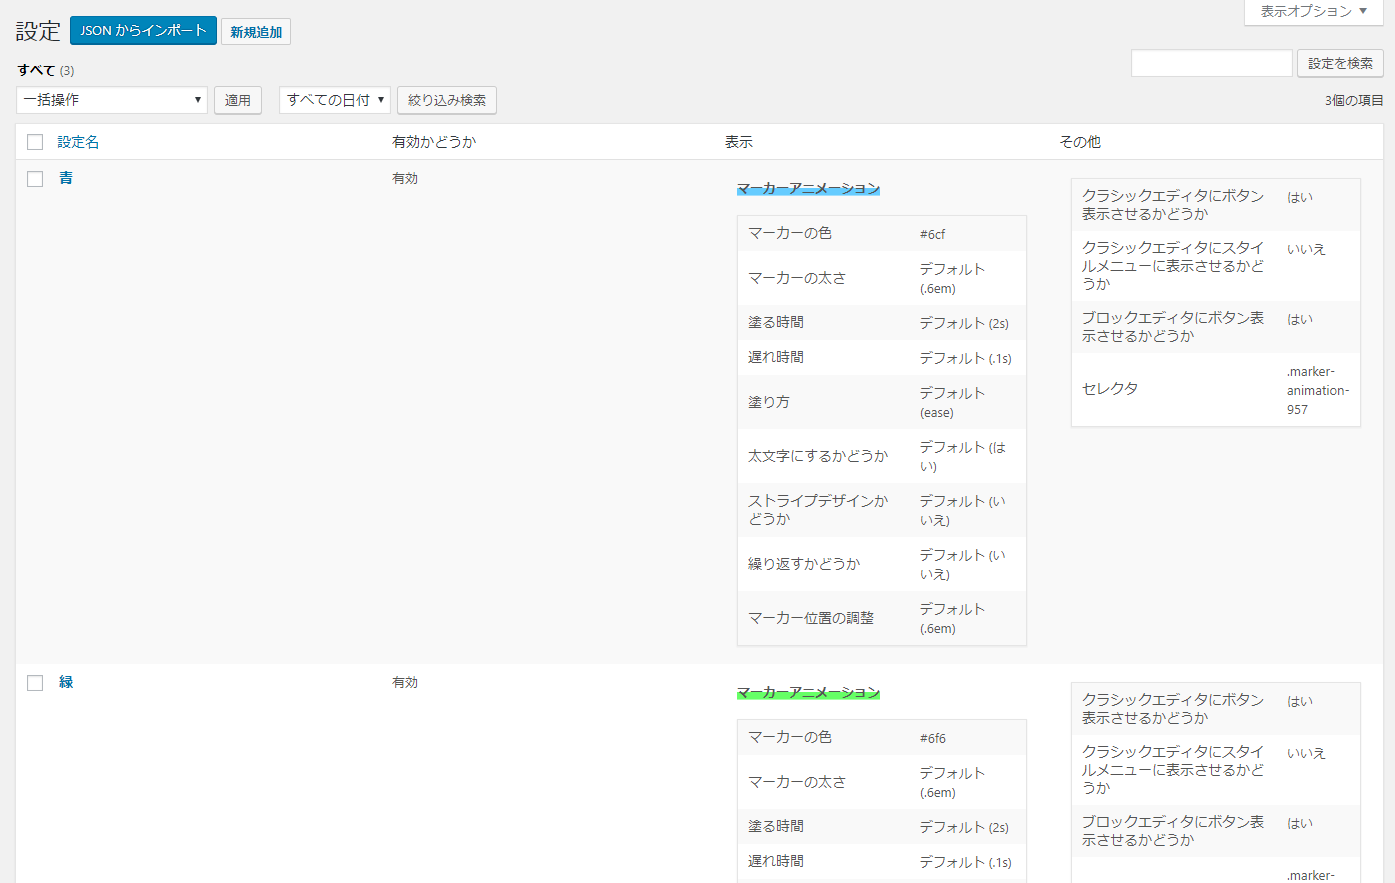 表示オプション ▼
設定 JSON からインポート 新規追加
すべて (3)
設定を検索
一括操作 ▼ 適用 すべての日付 ▼ 絞り込み検索 3個の項目
設定名 有効かどうか 表示 その他
青 有効
マーカーアニメーション
マーカーの色 #6cf
マーカーの太さ デフォルト
(.6em)
塗る時間 デフォルト (2s)
遅れ時間 デフォルト (.1s)
塗り方 デフォルト
(ease)
太文字にするかどうか デフォルト (は
い)
ストライプデザインか
どうか
デフォルト (い
いえ)
繰り返すかどうか デフォルト (い
いえ)
マーカー位置の調整 デフォルト
(.6em)
クラシックエディタにボタン
表示させるかどうか
はい
クラシックエディタにスタイ
ルメニューに表示させるかど
うか
いいえ
ブロックエディタにボタン表
示させるかどうか
はい
セレクタ
.marker-
animation-
957
緑 有効
マーカーアニメーション
マーカーの色 #6f6
マーカーの太さ デフォルト
(.6em)
塗る時間 デフォルト (2s)
遅れ時間 デフォルト (.1s)
クラシックエディタにボタン
表示させるかどうか
はい
クラシックエディタにスタイ
ルメニューに表示させるかど
うか
いいえ
ブロックエディタにボタン表
示させるかどうか
はい
.marker-